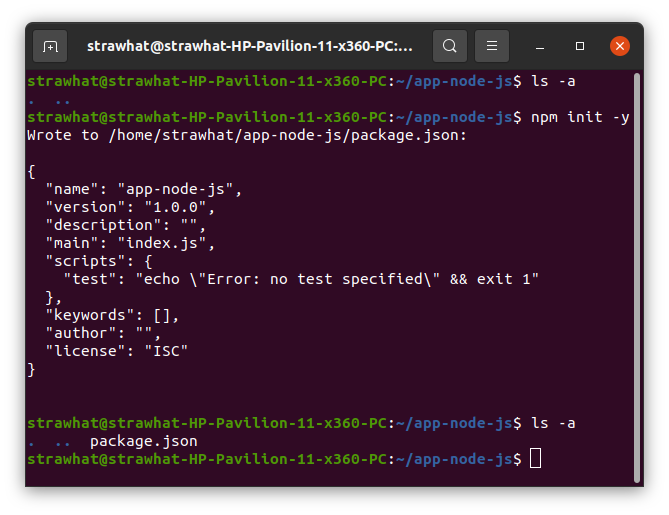 strawhat@strawhat-HP-Pavilion-11-x360-PC:...
strawhat@strawhat-HP-Pavilion-11-x360-PC:~/app-node-js$ ls -a
.  ..
strawhat@strawhat-HP-Pavilion-11-x360-PC:~/app-node-js$ npm init -y
Wrote to /home/strawhat/app-node-js/package.json:
{
  "name": "app-node-js",
  "version": "1.0.0",
  "description": "",
  "main": "index.js",
  "scripts": {
    "test": "echo \"Error: no test specified\" && exit 1"
  },
  "keywords": [],
  "author": "",
  "license": "ISC"
}
strawhat@strawhat-HP-Pavilion-11-x360-PC:~/app-node-js$ ls -a
.  ..  package.json
strawhat@strawhat-HP-Pavilion-11-x360-PC:~/app-node-js$